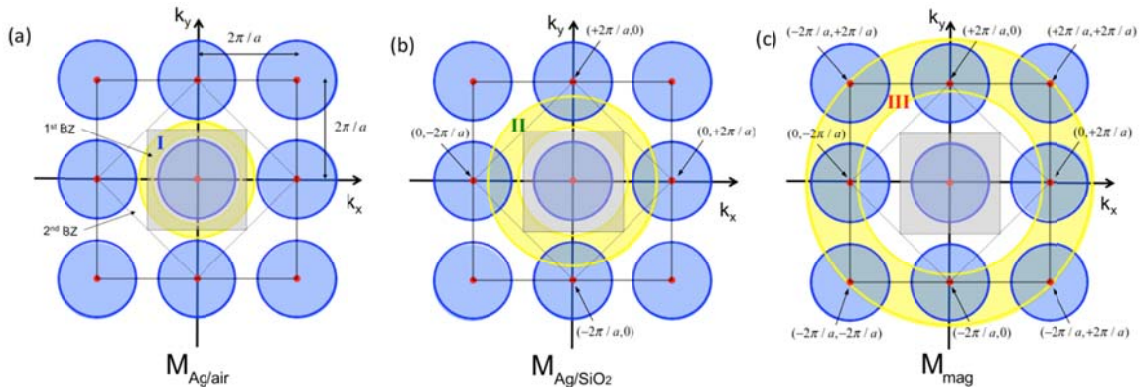 (a)
k_y
2π/a
1st BZ
I
2π/a
k_x
2nd BZ
M_Ag/air
(b)
k_y
(+2π/a,0)
II
(0,−2π/a)
(0,+2π/a)
k_x
(−2π/a,0)
M_Ag/SiO₂
(c)
k_y
(−2π/a,+2π/a)
(+2π/a,0)
(+2π/a,+2π/a)
III
(0,−2π/a)
(0,+2π/a)
k_x
(−2π/a,−2π/a)
(−2π/a,0)
(−2π/a,+2π/a)
M_mag